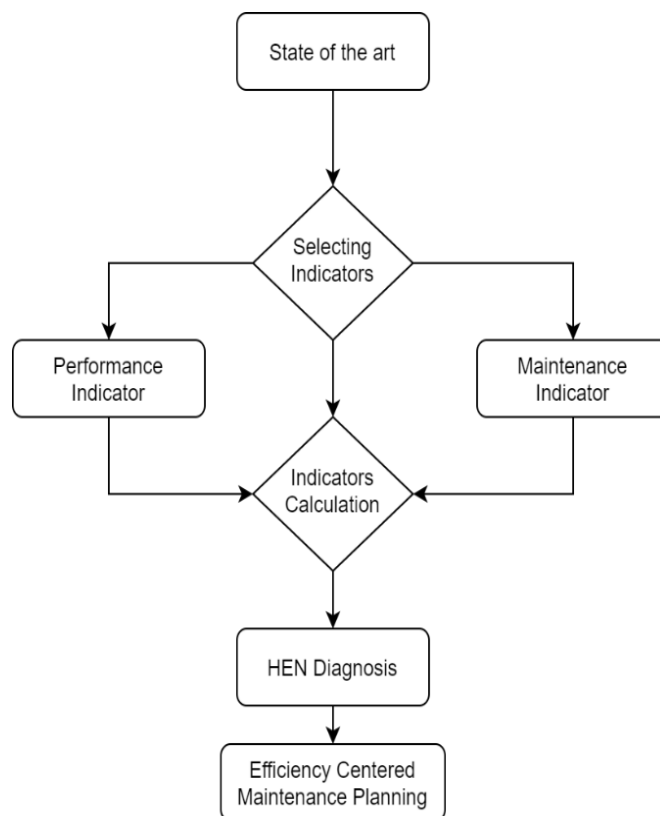 State of the art
Selecting
Indicators
Performance
Indicator
Maintenance
Indicator
Indicators
Calculation
HEN Diagnosis
Efficiency Centered
Maintenance Planning